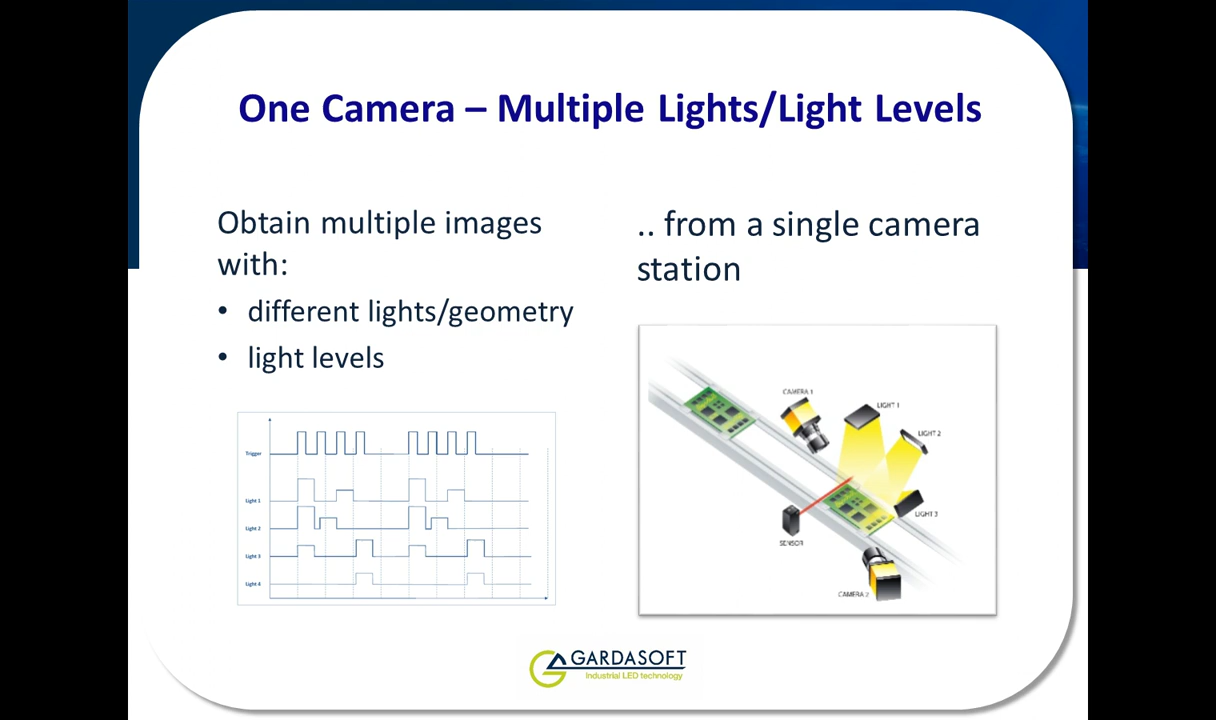 One Camera – Multiple Lights/Light Levels
Obtain multiple images
with:
• different lights/geometry
• light levels
.. from a single camera
station
Trigger
Light 1
Light 2
Light 3
Light 4
CAMERA 1
LIGHT 1
LIGHT 2
LIGHT 3
SENSOR
CAMERA 2
GARDASOFT
Industrial LED technology